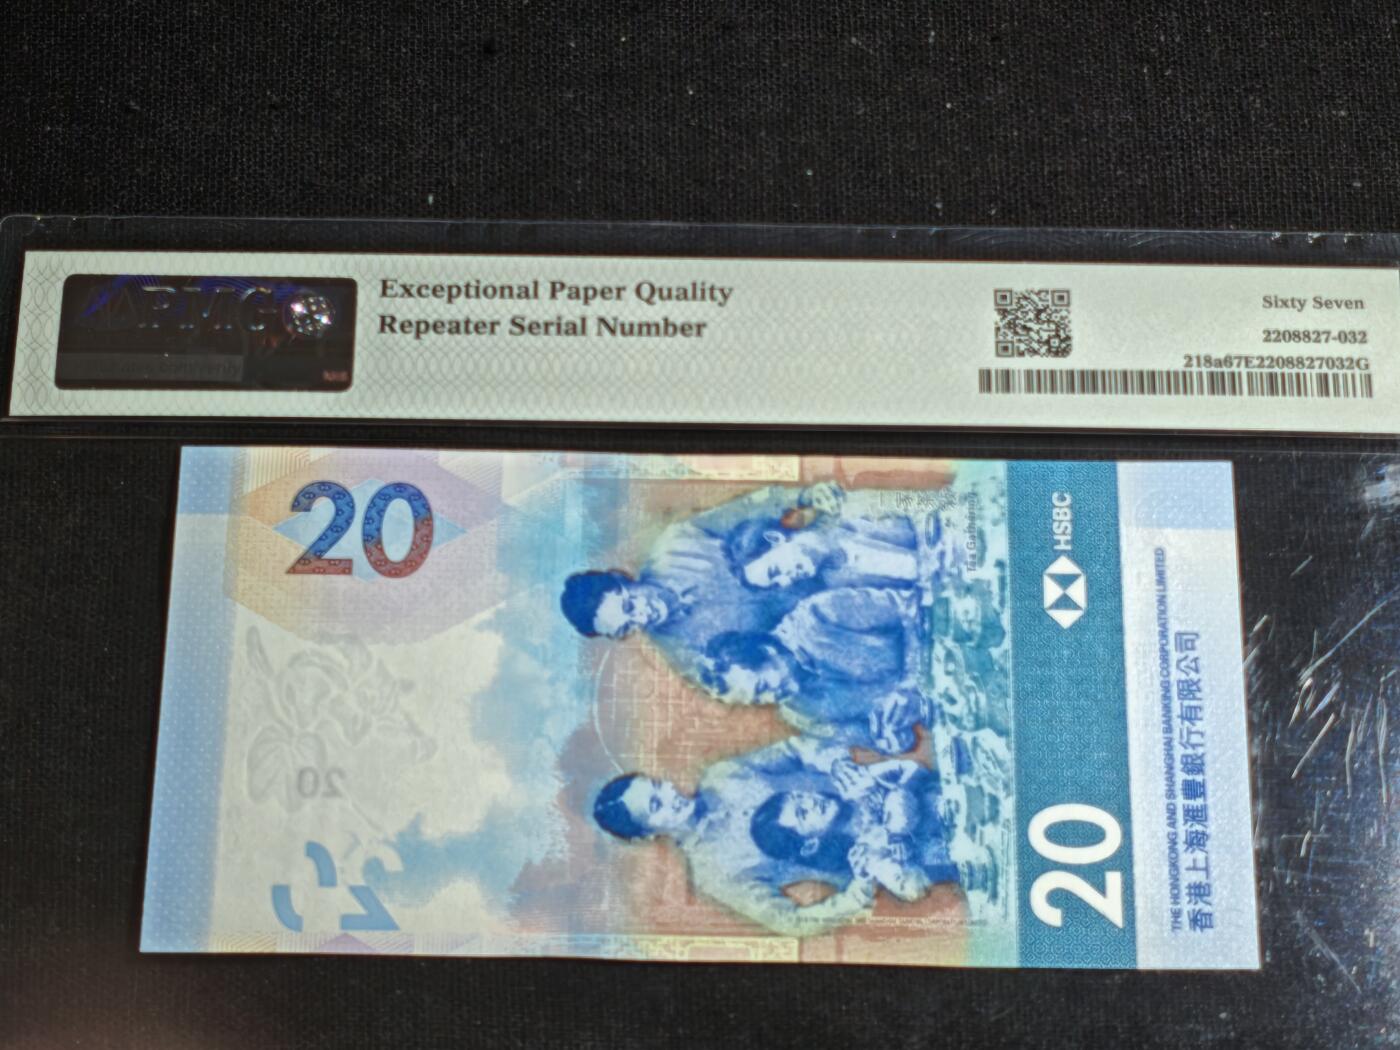 PMG
Exceptional Paper Quality
Repeater Serial Number
Sixty Seven
2208827-032
218a67E2208827032G
20
Tea Gathering
HSBC
20
20
THE HONGKONG AND SHANGHAI BANKING CORPORATION LIMITED
香港上海滙豐銀行有限公司